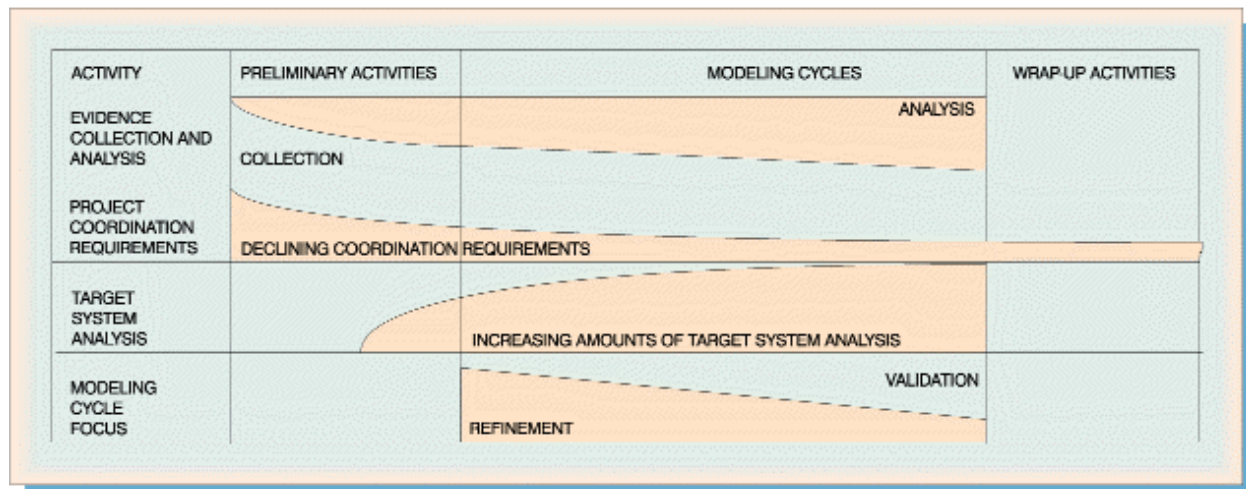 ACTIVITY
PRELIMINARY ACTIVITIES
MODELING CYCLES
WRAP-UP ACTIVITIES
EVIDENCE
COLLECTION AND
ANALYSIS
ANALYSIS
COLLECTION
PROJECT
COORDINATION
REQUIREMENTS
DECLINING COORDINATION REQUIREMENTS
TARGET
SYSTEM
ANALYSIS
INCREASING AMOUNTS OF TARGET SYSTEM ANALYSIS
MODELING
CYCLE
FOCUS
VALIDATION
REFINEMENT